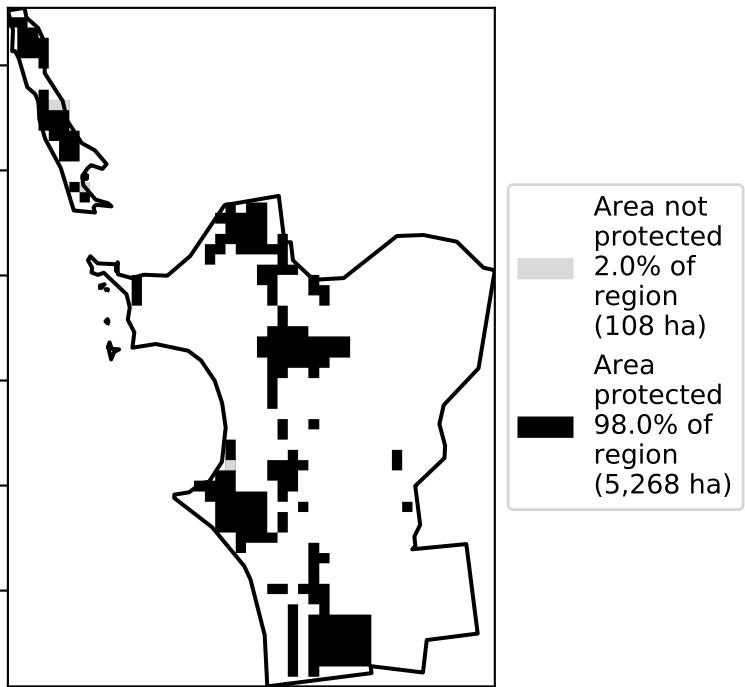 Area not
protected
2.0% of
region
(108 ha)
Area
protected
98.0% of
region
(5,268 ha)